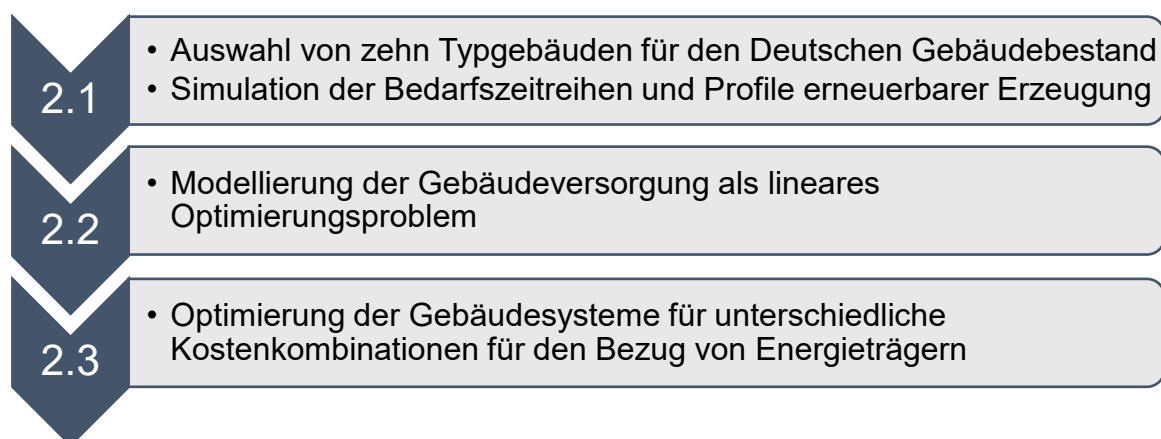 2.1
• Auswahl von zehn Typgebäuden für den Deutschen Gebäudebestand
• Simulation der Bedarfszeitreihen und Profile erneuerbarer Erzeugung
2.2
• Modellierung der Gebäudeversorgung als lineares
Optimierungsproblem
2.3
• Optimierung der Gebäudesysteme für unterschiedliche
Kostenkombinationen für den Bezug von Energieträgern